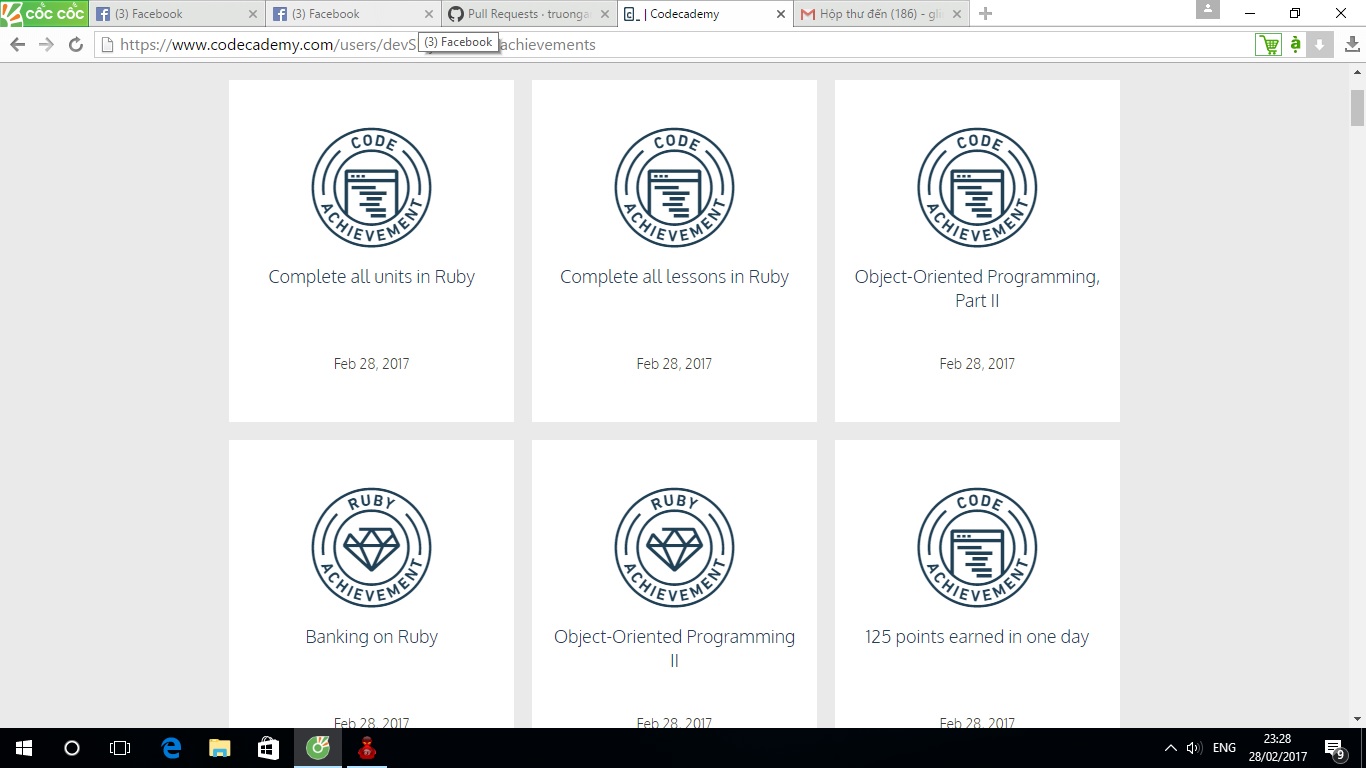 cốc cốc
(3) Facebook
(3) Facebook
Pull Requests · truonga
| Codecademy
Hộp thư đến (186) - gli
https://www.codecademy.com/users/devS
achievements
(3) Facebook
CODE
ACHIEVEMENT
Complete all units in Ruby
Feb 28, 2017
CODE
ACHIEVEMENT
Complete all lessons in Ruby
Feb 28, 2017
CODE
ACHIEVEMENT
Object-Oriented Programming,
Part II
Feb 28, 2017
RUBY
ACHIEVEMENT
Banking on Ruby
Feb 28, 2017
RUBY
ACHIEVEMENT
Object-Oriented Programming
II
Feb 28, 2017
CODE
ACHIEVEMENT
125 points earned in one day
Feb 28, 2017
ENG
23:28
28/02/2017
9